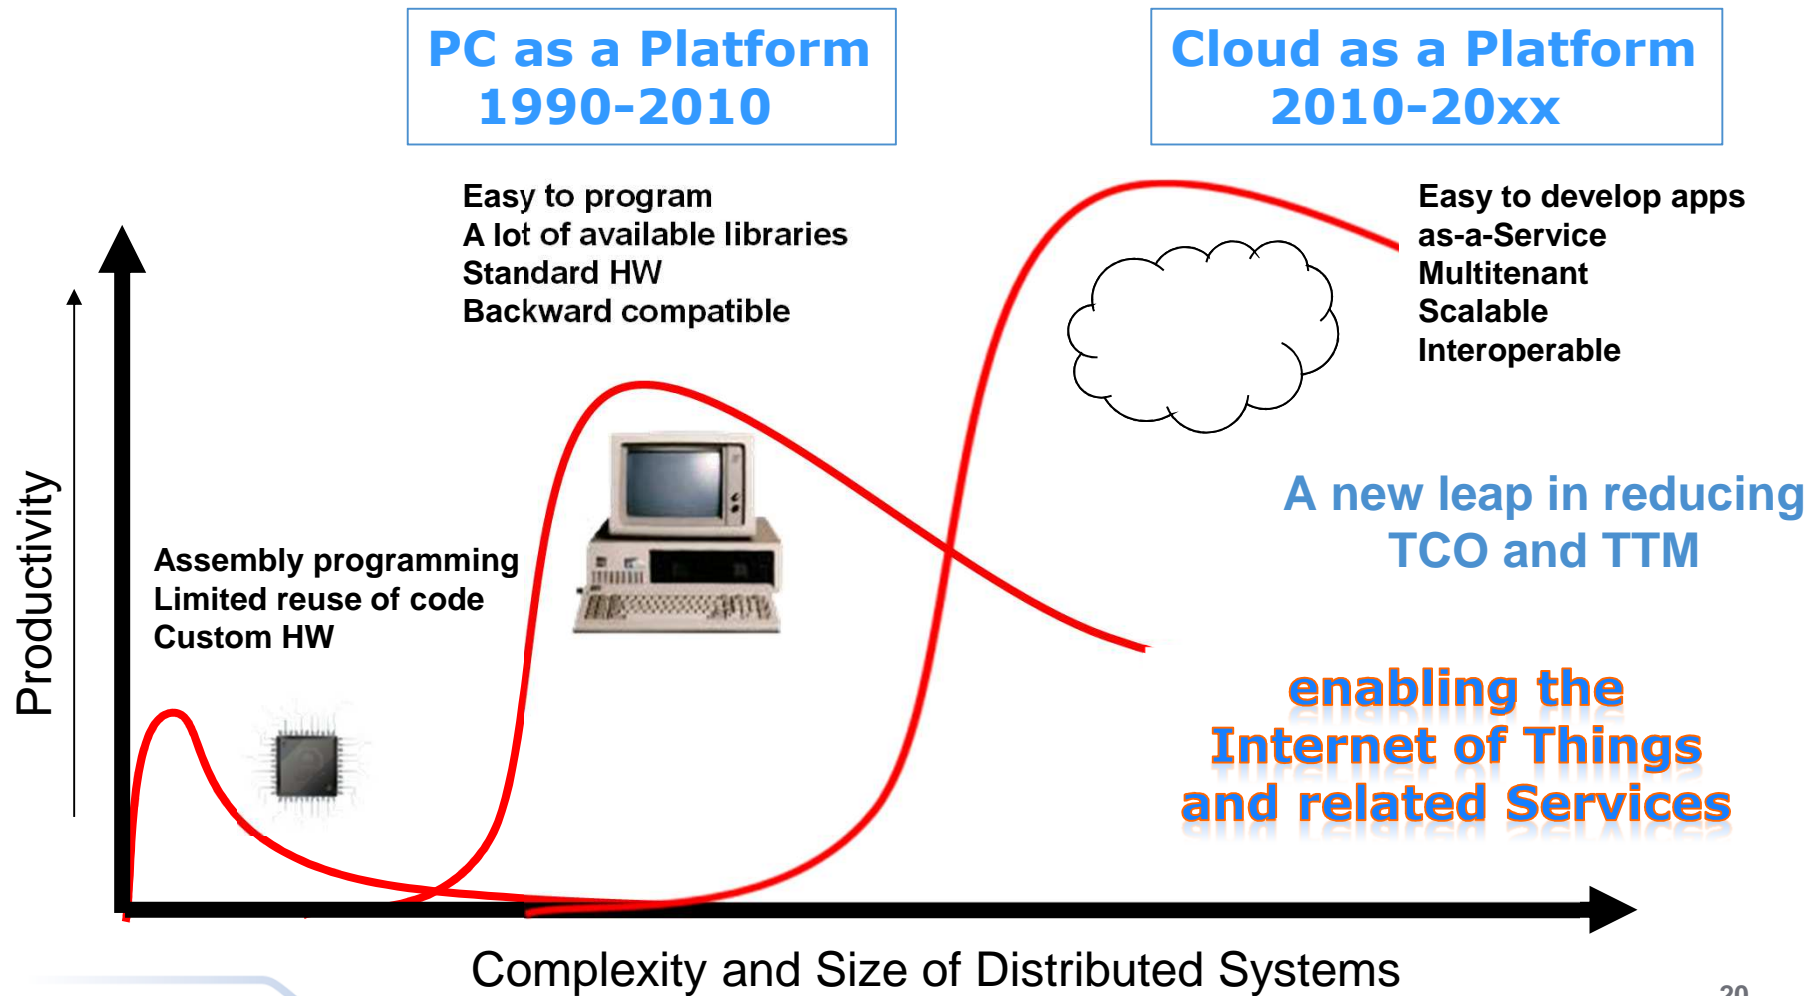 PC as a Platform
1990-2010
Cloud as a Platform
2010-20xx
Easy to program
A lot of available libraries
Standard HW
Backward compatible
Easy to develop apps
as-a-Service
Multitenant
Scalable
Interoperable
Productivity
Assembly programming
Limited reuse of code
Custom HW
A new leap in reducing
TCO and TTM
enabling the
Internet of Things
and related Services
Complexity and Size of Distributed Systems
20